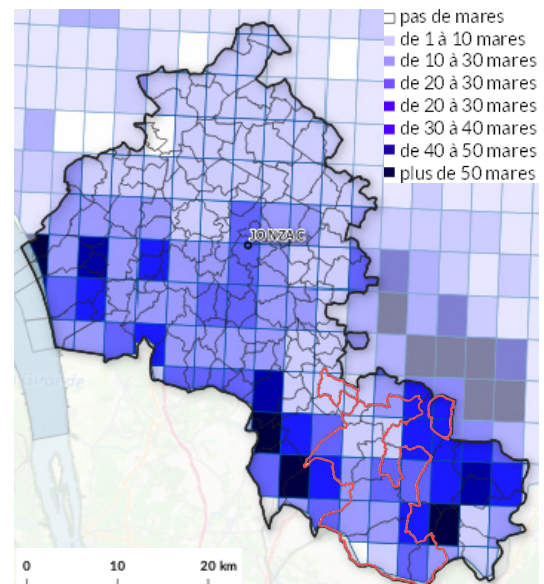 pas de mares
de 1 à 10 mares
de 10 à 30 mares
de 20 à 30 mares
de 20 à 30 mares
de 30 à 40 mares
de 40 à 50 mares
plus de 50 mares
JONZAC
Gironde
0 10 20 km